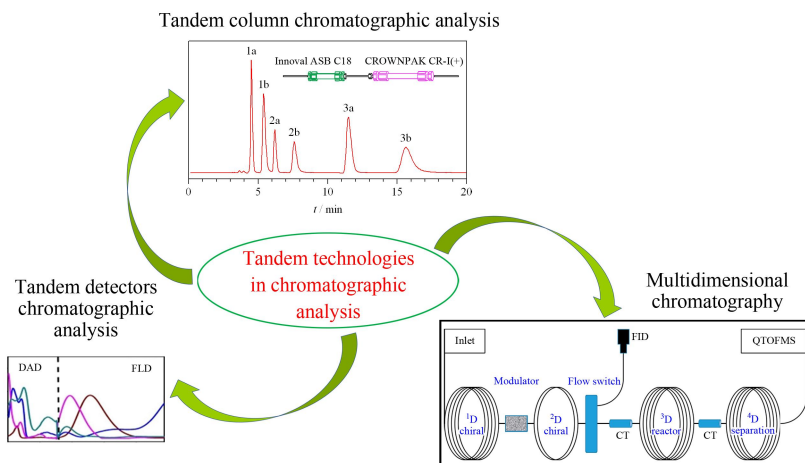 Tandem column chromatographic analysis
1a
Innoval ASB C18
CROWNPAK CR-I(+)
1b
3a
2a
2b
3b
0
5
10
15
20
t / min
Tandem technologies
in chromatographic
analysis
Tandem detectors
chromatographic
analysis
DAD
FLD
Multidimensional
chromatography
Inlet
FID
QTOFMS
Modulator
Flow switch
¹D
chiral
²D
chiral
CT
³D
reactor
CT
⁴D
separation